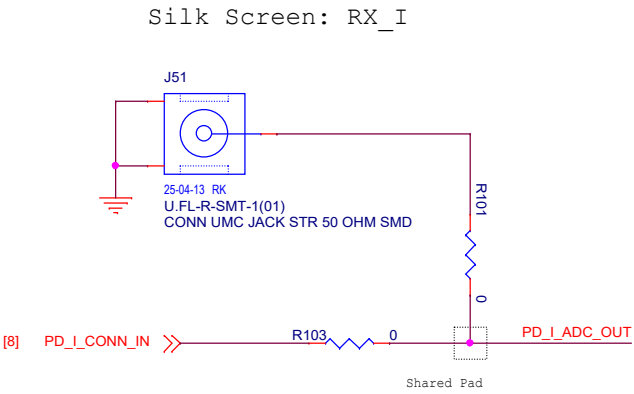 Silk Screen: RX_I
J51
25-04-13 RK
U.FL-R-SMT-1(01)
CONN UMC JACK STR 50 OHM SMD
R101
0
[8] PD_I_CONN_IN
R103
0
PD_I_ADC_OUT
Shared Pad